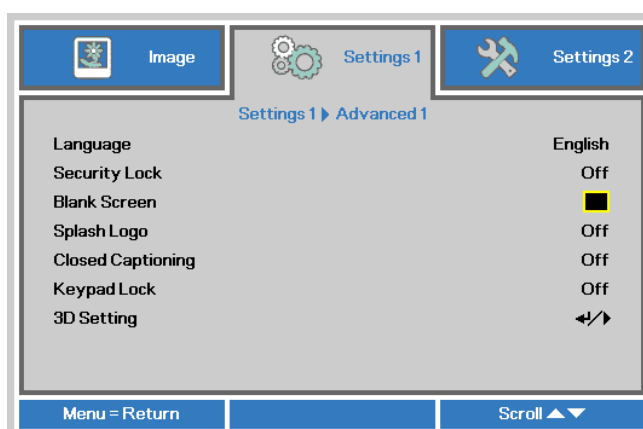 Image
Settings 1
Settings 2
Settings 1 ▶ Advanced 1
Language English
Security Lock Off
Blank Screen
Splash Logo Off
Closed Captioning Off
Keypad Lock Off
3D Setting ↵/▶
Menu = Return
Scroll ▲▼